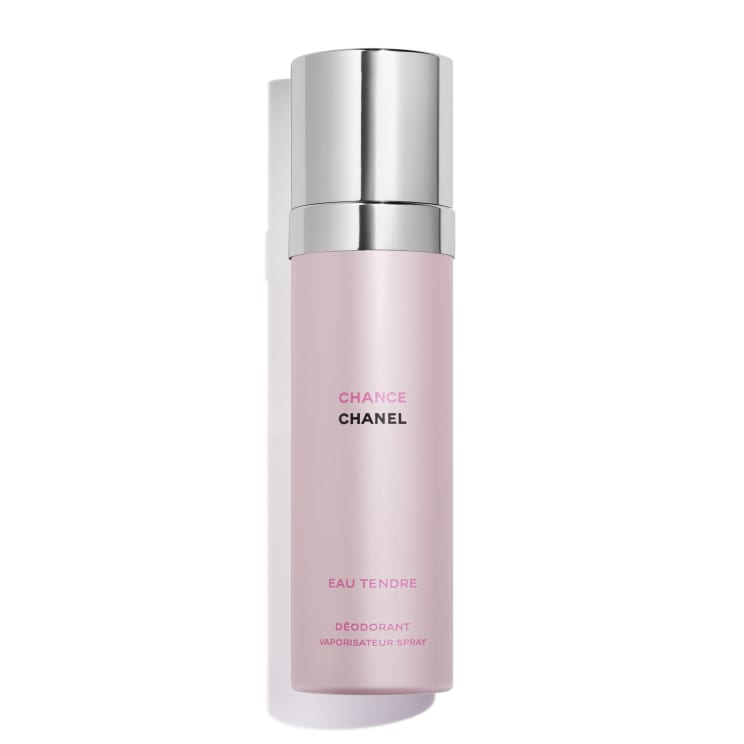 CHANCE
CHANEL
EAU TENDRE
DÉODORANT
VAPORISATEUR SPRAY